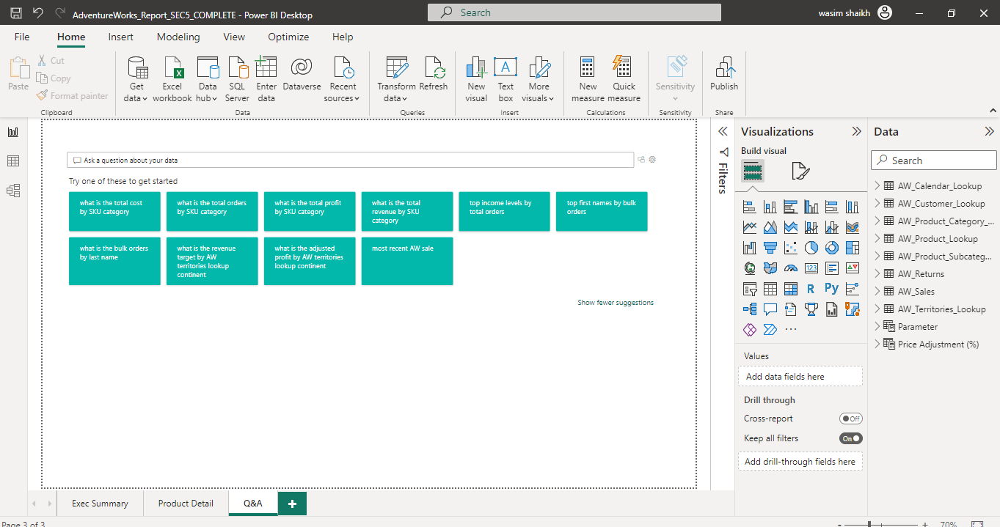 AdventureWorks_Report_SEC5_COMPLETE - Power BI Desktop
Search
wasim shaikh
File
Home
Insert
Modeling
View
Optimize
Help
Paste
Cut
Copy
Format painter
Clipboard
Get
data
Excel
workbook
Data
hub
SQL
Server
Enter
data
Dataverse
Recent
sources
Data
Transform
data
Refresh
Queries
New
visual
Text
box
More
visuals
Insert
New
measure
Quick
measure
Calculations
Sensitivity
Sensitivity
Publish
Share
Ask a question about your data
Try one of these to get started
what is the total cost
by SKU category
what is the total orders
by SKU category
what is the total profit
by SKU category
what is the total
revenue by SKU
category
top income levels by
total orders
top first names by bulk
orders
what is the bulk orders
by last name
what is the revenue
target by AW
territories lookup
continent
what is the adjusted
profit by AW territories
lookup continent
most recent AW sale
Show fewer suggestions
Filters
Visualizations
Build visual
123
R
Py
Values
Add data fields here
Drill through
Cross-report
Off
Keep all filters
On
Add drill-through fields here
Data
Search
AW_Calendar_Lookup
AW_Customer_Lookup
AW_Product_Category_...
AW_Product_Lookup
AW_Product_Subcateg...
AW_Returns
AW_Sales
AW_Territories_Lookup
Parameter
Price Adjustment (%)
Exec Summary
Product Detail
Q&A
Page 3 of 3
70%